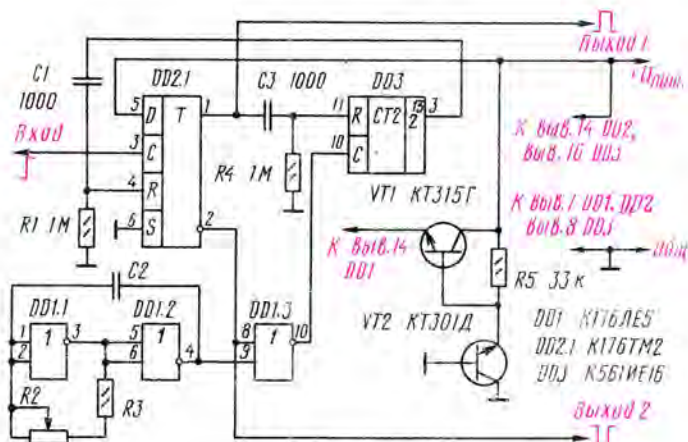 C1
1000
DD2.1
C3 1000
DD3
Выход 1
+Uпит.
5 D T 1
3 C
4 R
6 S
2
11 R CT2 13 3
2
10 C
Вход
R1 1М
R4 1М
К выв. 14 DD2,
выв. 16 DD3
VT1 КТ315Г
К выв. 14
DD1
К выв. 7 DD1, DD2
выв. 8 DD3
Общ.
R5 33 к
C2
DD1.1
DD1.2
DD1.3
1 1 3
2
5 1 4
6
8 1 10
9
VT2 КТ301Д
R2
R3
DD1 К176ЛЕ5
DD2.1 К176ТМ2
DD3 К561ИЕ16
Выход 2